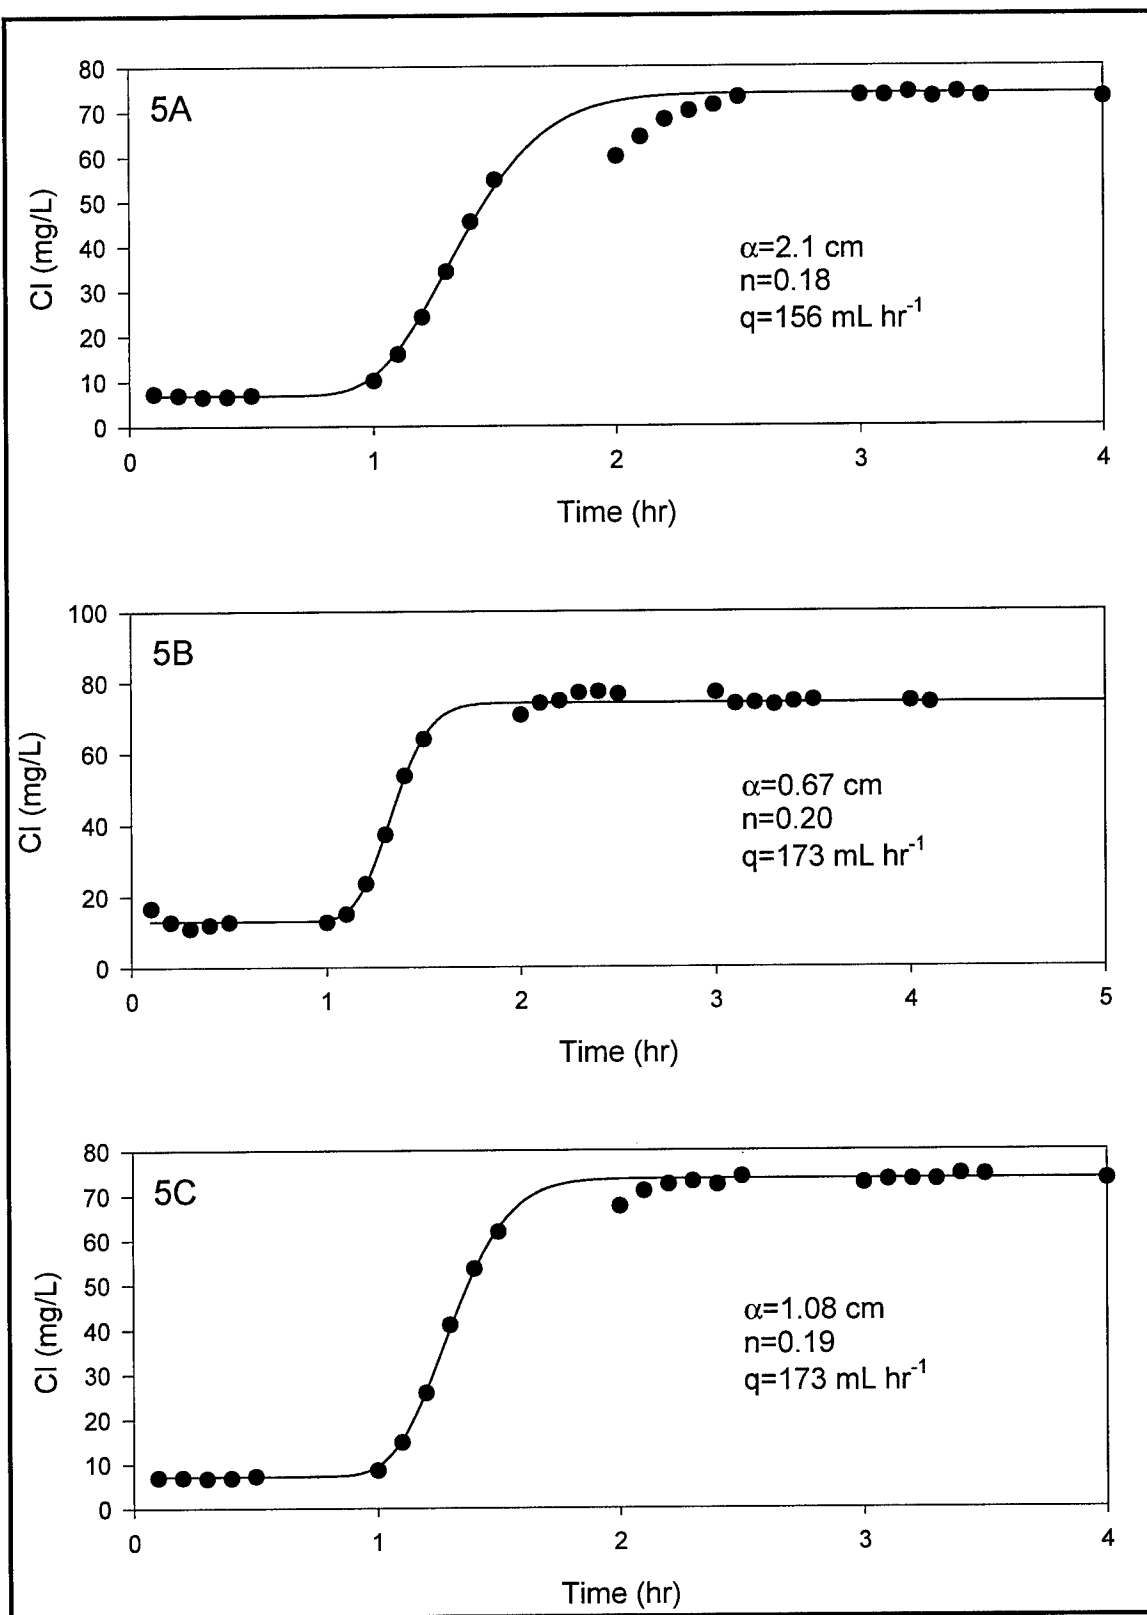 80
70
60
50
40
30
20
10
0
Cl (mg/L)
5A
α=2.1 cm
n=0.18
q=156 mL hr⁻¹
0 1 2 3 4
Time (hr)
100
80
60
40
20
0
Cl (mg/L)
5B
α=0.67 cm
n=0.20
q=173 mL hr⁻¹
0 1 2 3 4 5
Time (hr)
80
70
60
50
40
30
20
10
0
Cl (mg/L)
5C
α=1.08 cm
n=0.19
q=173 mL hr⁻¹
0 1 2 3 4
Time (hr)